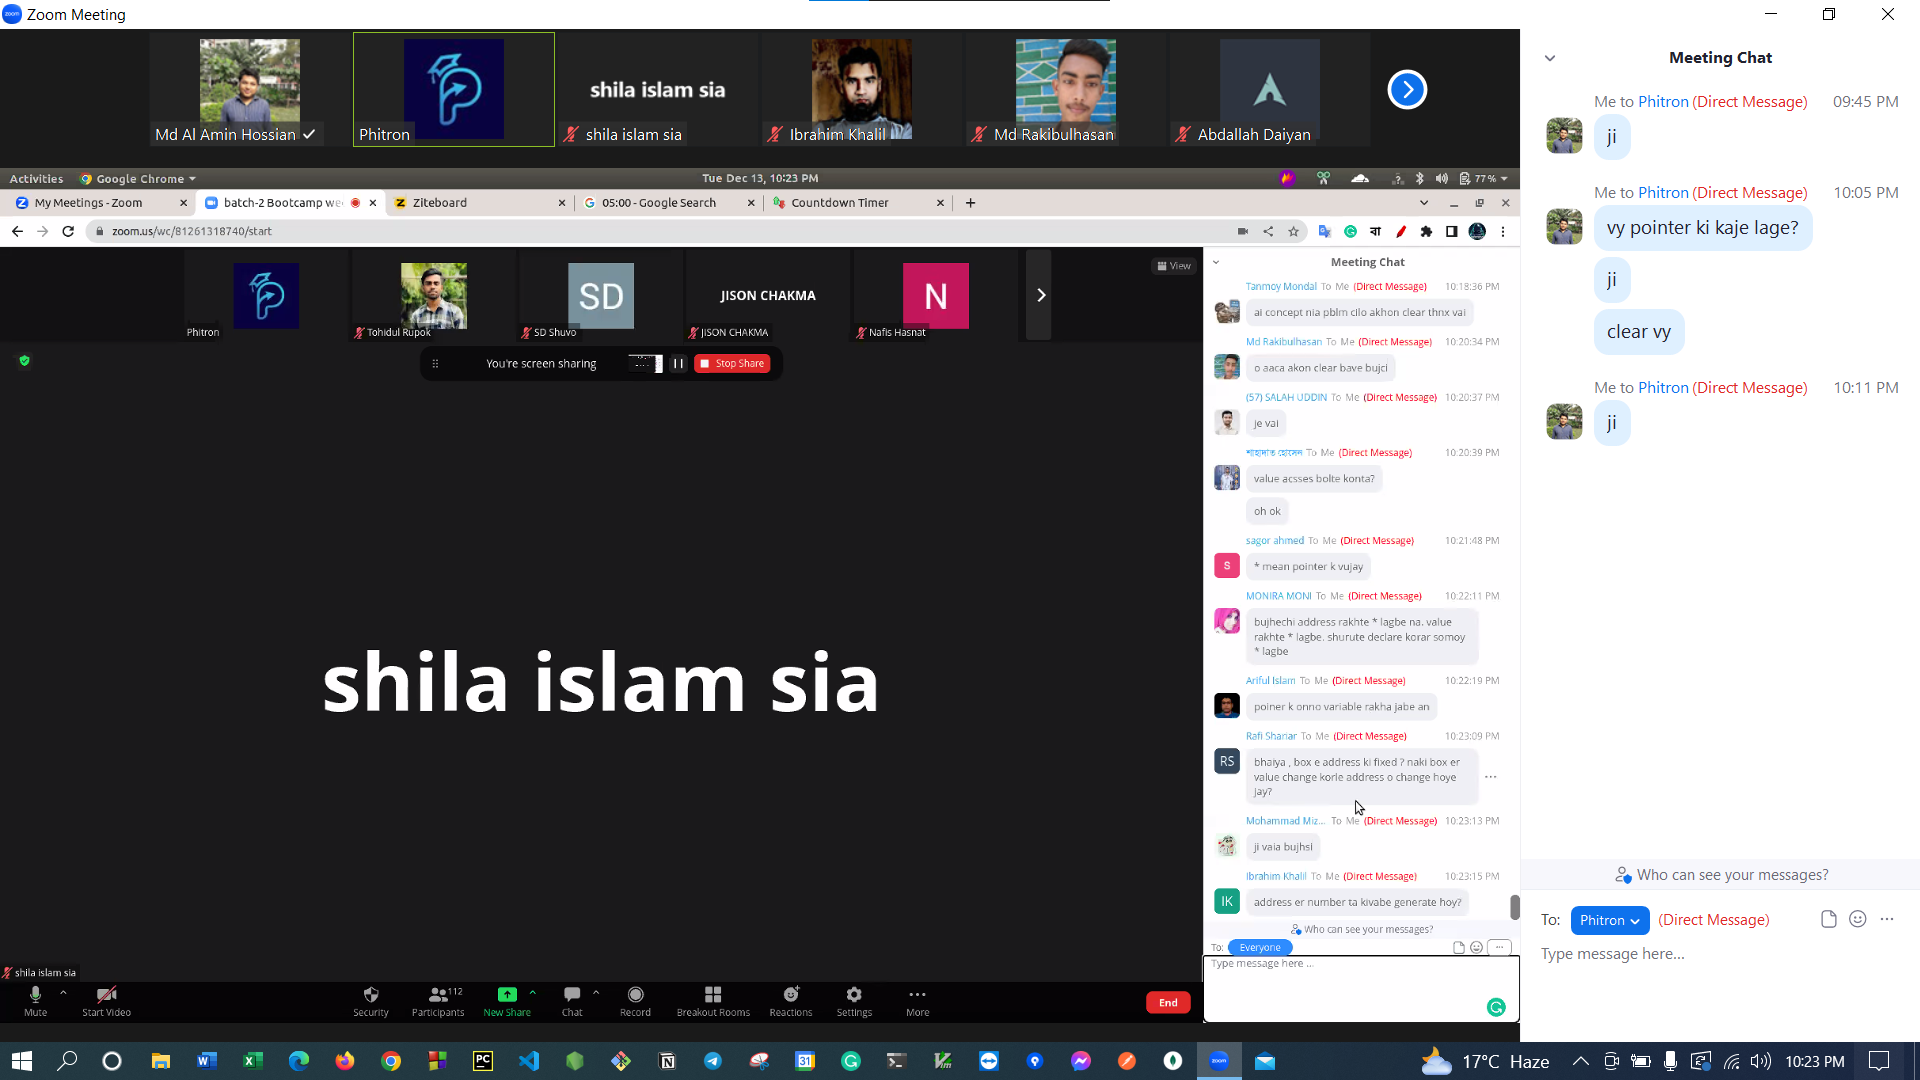 Zoom Meeting
Md Al Amin Hossian
Phitron
shila islam sia
shila islam sia
Ibrahim Khalil
Md Rakibulhasan
Abdallah Daiyan
Activities
Google Chrome
Tue Dec 13, 10:23 PM
77 %
My Meetings - Zoom
batch-2 Bootcamp we
Ziteboard
05:00 - Google Search
Countdown Timer
zoom.us/wc/81261318740/start
Phitron
Tohidul Rupok
SD
SD Shuvo
JISON CHAKMA
JISON CHAKMA
N
Nafis Hasnat
View
You're screen sharing
Stop Share
shila islam sia
shila islam sia
Mute
Start Video
Security
112
Participants
New Share
Chat
Record
Breakout Rooms
Reactions
Settings
More
End
Meeting Chat
Tanmoy Mondal To Me (Direct Message) 10:18:36 PM
ai concept nia pblm cilo akhon clear thnx vai
Md Rakibulhasan To Me (Direct Message) 10:20:34 PM
o aaca akon clear bave bujci
(57) SALAH UDDIN To Me (Direct Message) 10:20:37 PM
je vai
শাহাদাত হোসেন To Me (Direct Message) 10:20:39 PM
value acsses bolte konta?
oh ok
sagor ahmed To Me (Direct Message) 10:21:48 PM
S
* mean pointer k vujay
MONIRA MONI To Me (Direct Message) 10:22:11 PM
bujhechi address rakhte * lagbe na. value
rakhte * lagbe. shurute declare korar somoy
* lagbe
Ariful Islam To Me (Direct Message) 10:22:19 PM
poiner k onno variable rakha jabe an
Rafi Shariar To Me (Direct Message) 10:23:09 PM
RS
bhaiya , box e address ki fixed ? naki box er
value change korle address o change hoye
jay?
Mohammad Miz... To Me (Direct Message) 10:23:13 PM
ji vaia bujhsi
Ibrahim Khalil To Me (Direct Message) 10:23:15 PM
IK
address er number ta kivabe generate hoy?
Who can see your messages?
To: Everyone
Type message here ...
Meeting Chat
Me to Phitron (Direct Message) 09:45 PM
ji
Me to Phitron (Direct Message) 10:05 PM
vy pointer ki kaje lage?
ji
clear vy
Me to Phitron (Direct Message) 10:11 PM
ji
Who can see your messages?
To: Phitron (Direct Message)
Type message here...
17°C Haze
10:23 PM